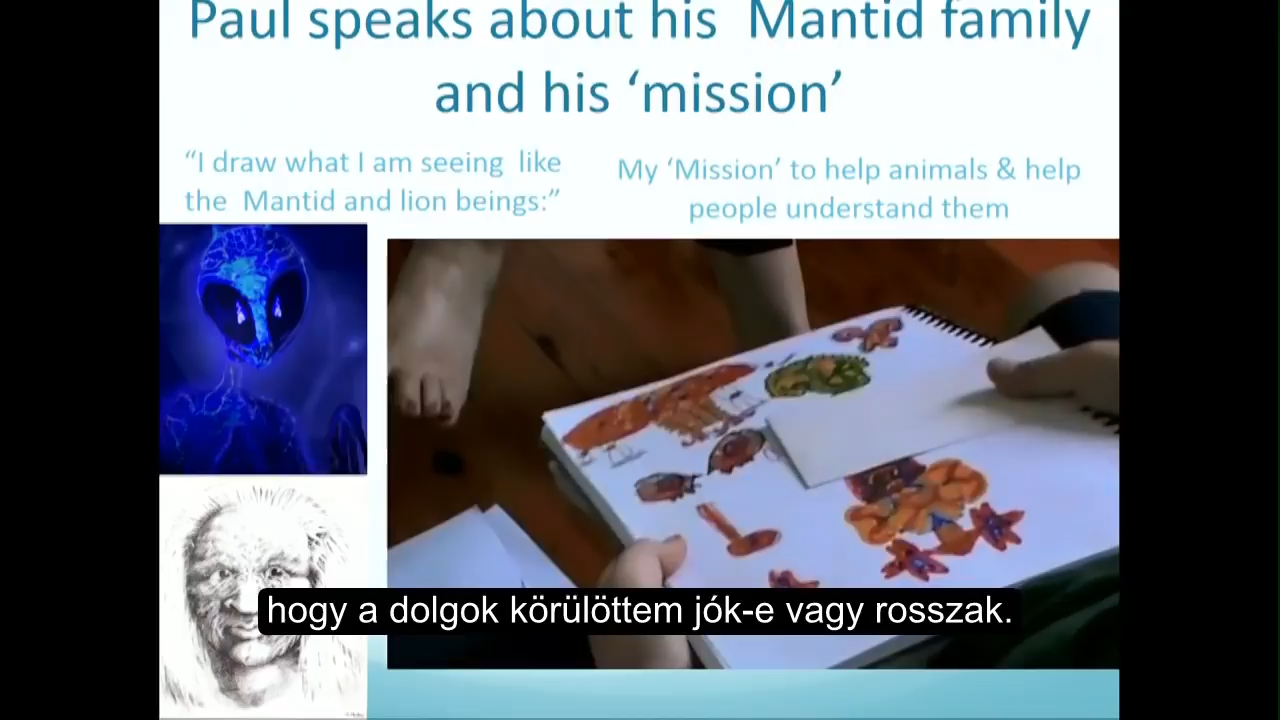 Paul speaks about his Mantid family
and his ‘mission’
“I draw what I am seeing like
the Mantid and lion beings:”
My ‘Mission’ to help animals & help
people understand them
hogy a dolgok körülöttem jók-e vagy rosszak.